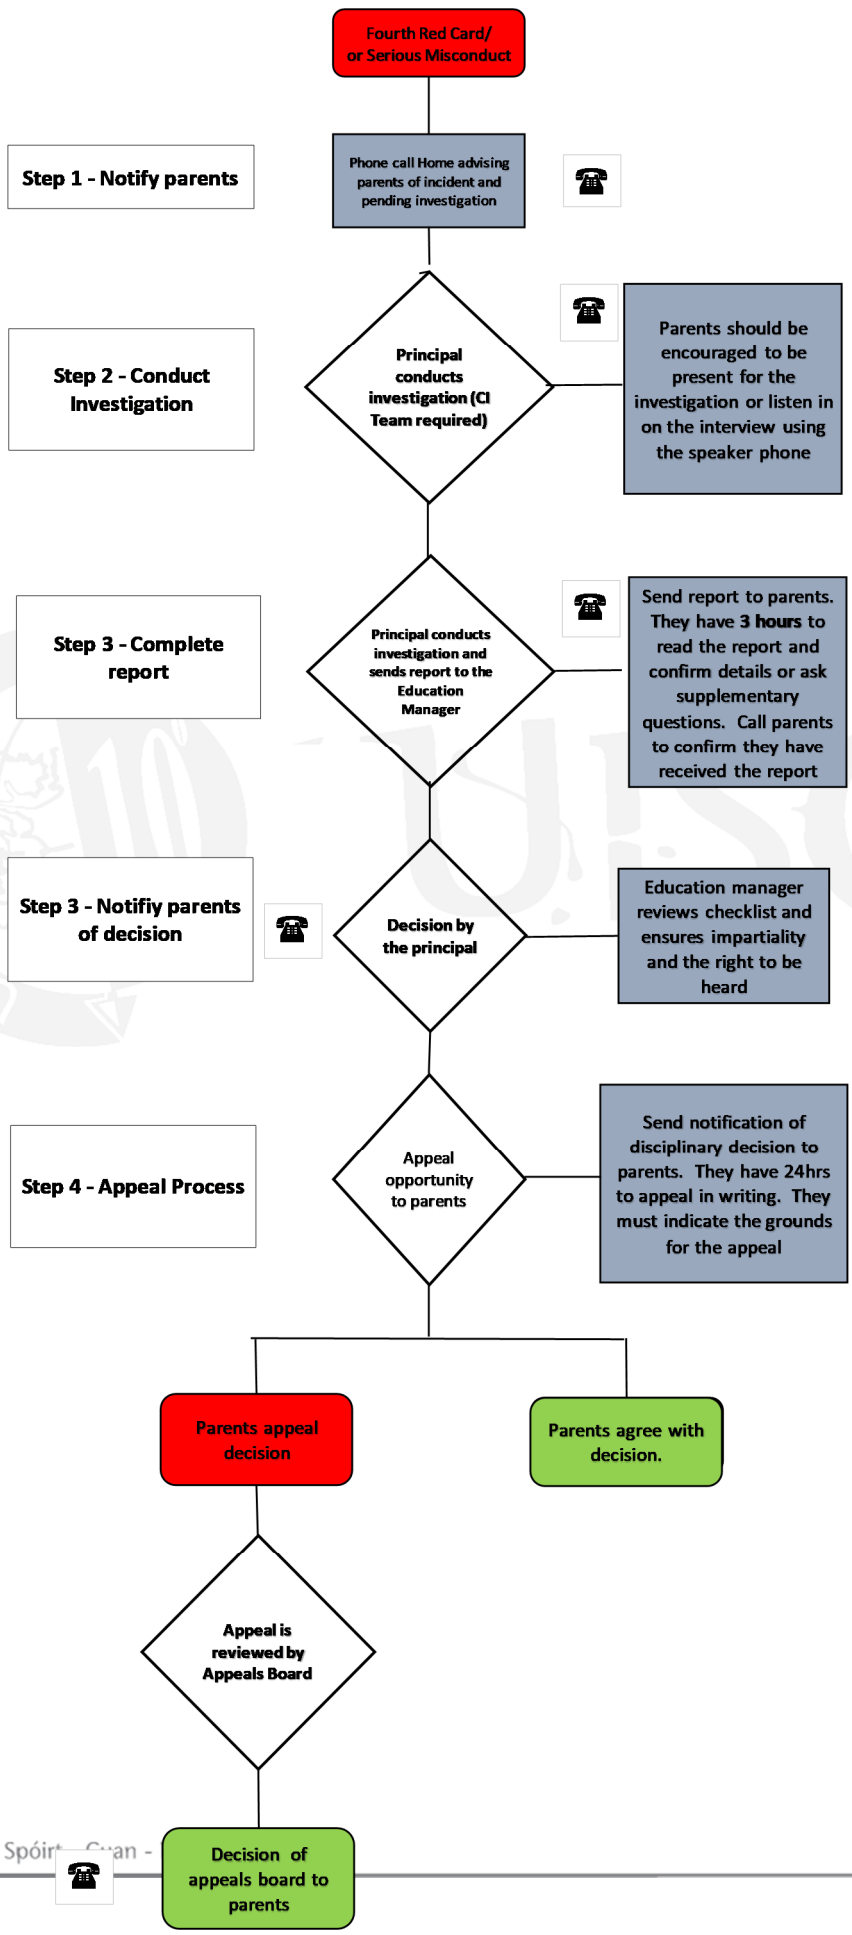 Fourth Red Card/
or Serious Misconduct
Step 1 - Notify parents
Phone call Home advising
parents of incident and
pending investigation
Step 2 - Conduct
Investigation
Principal
conducts
investigation (CI
Team required)
Parents should be
encouraged to be
present for the
investigation or listen in
on the interview using
the speaker phone
Step 3 - Complete
report
Principal conducts
investigation and
sends report to the
Education
Manager
Send report to parents.
They have 3 hours to
read the report and
confirm details or ask
supplementary
questions. Call parents
to confirm they have
received the report
Step 3 - Notifiy parents
of decision
Decision by
the principal
Education manager
reviews checklist and
ensures impartiality
and the right to be
heard
Step 4 - Appeal Process
Appeal
opportunity
to parents
Send notification of
disciplinary decision to
parents. They have 24hrs
to appeal in writing. They
must indicate the grounds
for the appeal
Parents appeal
decision
Parents agree with
decision.
Appeal is
reviewed by
Appeals Board
Decision of
appeals board to
parents